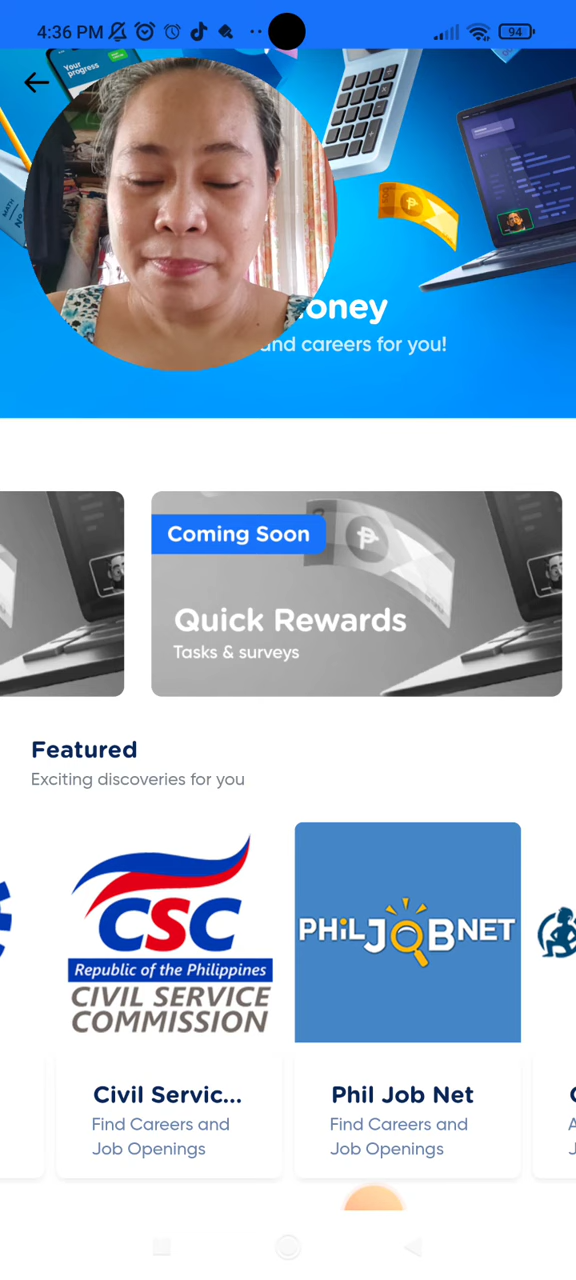 4:36 PM
94
Your
progress
MATH
oney
and careers for you!
Coming Soon
Quick Rewards
Tasks & surveys
Featured
Exciting discoveries for you
CSC
Republic of the Philippines
CIVIL SERVICE
COMMISSION
PHiLJOBNET
Civil Servic...
Find Careers and
Job Openings
Phil Job Net
Find Careers and
Job Openings